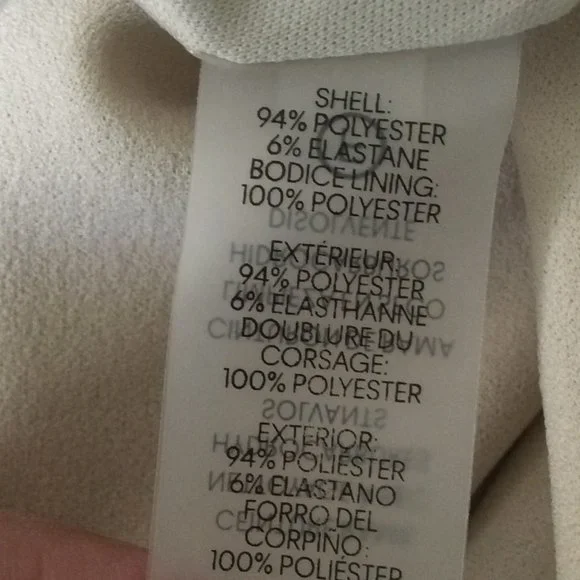 SHELL:
94% POLYESTER
6% ELASTANE
BODICE LINING:
100% POLYESTER
EXTÉRIEUR:
94% POLYESTER
6% ÉLASTHANNE
DOUBLURE DU
CORSAGE:
100% POLYESTER
EXTERIOR:
94% POLIÉSTER
6% ELASTANO
FORRO DEL
CORPIÑO:
100% POLIÉSTER